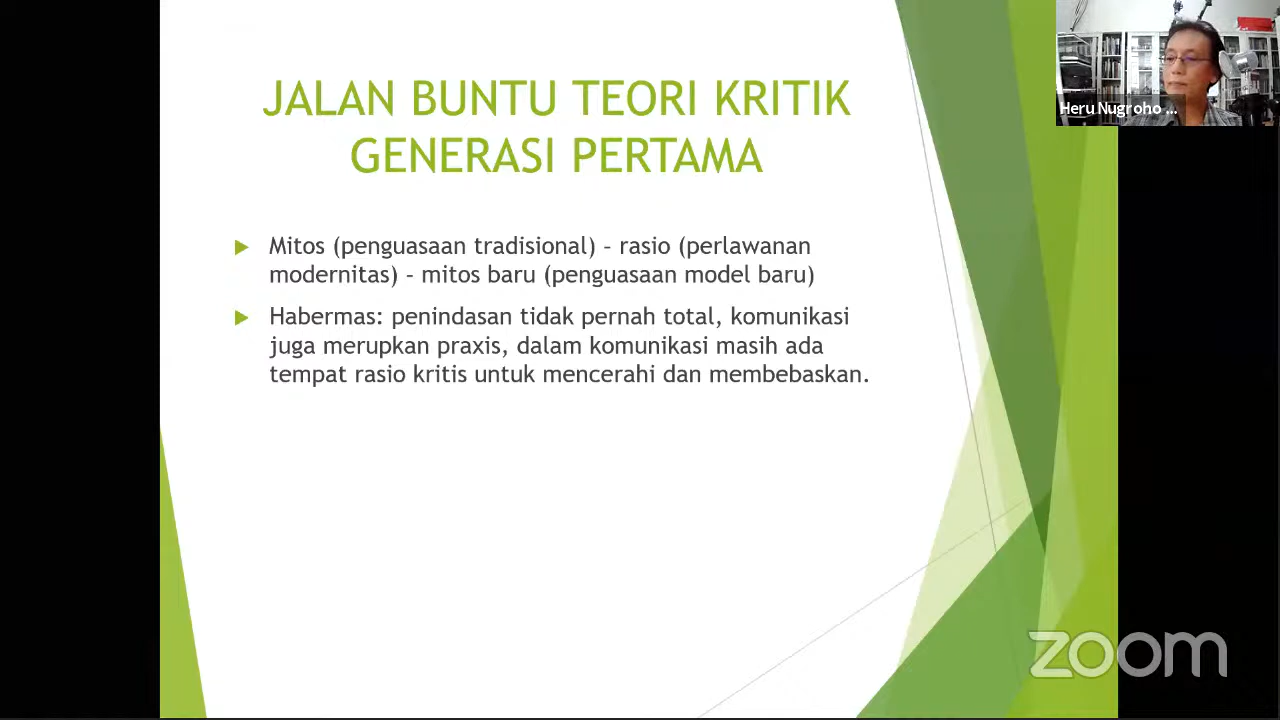 JALAN BUNTU TEORI KRITIK
GENERASI PERTAMA
Mitos (penguasaan tradisional) – rasio (perlawanan
modernitas) – mitos baru (penguasaan model baru)
Habermas: penindasan tidak pernah total, komunikasi
juga merupkan praxis, dalam komunikasi masih ada
tempat rasio kritis untuk mencerahi dan membebaskan.
Heru Nugroho ...
zoom